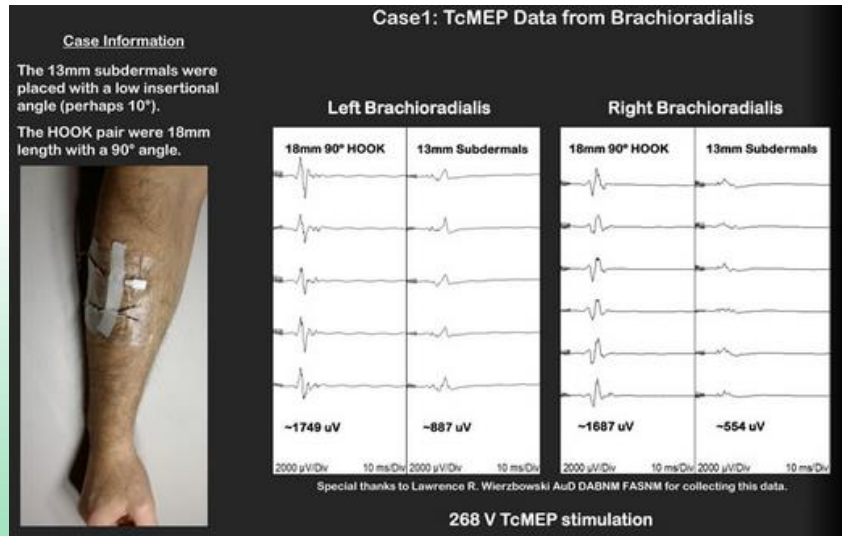 Case1: TcMEP Data from Brachioradialis
Case Information
The 13mm subdermals were
placed with a low insertional
angle (perhaps 10°).
The HOOK pair were 18mm
length with a 90° angle.
Left Brachioradialis
18mm 90° HOOK
13mm Subdermals
~1749 uV
~887 uV
2000 µV/Div
10 ms/Div
2000 µV/Div
10 ms/Div
Right Brachioradialis
18mm 90° HOOK
13mm Subdermals
~1687 uV
~554 uV
2000 µV/Div
10 ms/Div
2000 µV/Div
10 ms/Div
Special thanks to Lawrence R. Wierzbowski AuD DABNM FASNM for collecting this data.
268 V TcMEP stimulation